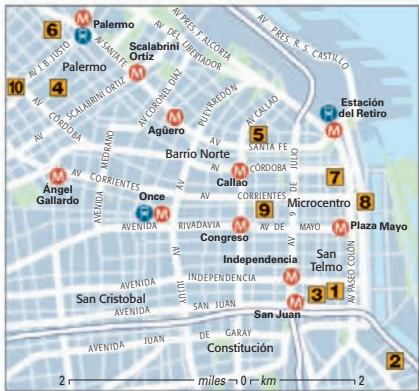 Palermo
6
M
AV J.B. JUSTO
AV SANTA FE
AV PRES. F. ALCORTA
AV DEL LIBERTADOR
AV PRES. R. S. CASTILLO
Scalabrini
Ortiz
M
Palermo
10
4
SCALABRINI ORTIZ
AV CORONEL DIAZ
PUEYRREDÓN
AV CALLAO
Estación
del Retiro
M
AV
CÓRDOBA
MEDRANO
M
Agüero
5
AV
SANTA FE
Barrio Norte
AV
CÓRDOBA
M
Ángel
Gallardo
AV
CORRIENTES
M
Callao
AV
CORRIENTES
9 DE JULIO
7
Microcentro
8
AVENIDA
Once
M
9
AVENIDA
RIVADAVIA
M
Congreso
AV DE
MAYO
M
Plaza Mayo
AV
JUJUY
Independencia
M
San
Telmo
AV PASEO COLÓN
AVENIDA
INDEPENDENCIA
AV
San Cristobal
AVENIDA
SAN JUAN
M
San Juan
3
1
AVENIDA
JUAN
DE GARAY
Constitución
2
2
miles
0
km
2